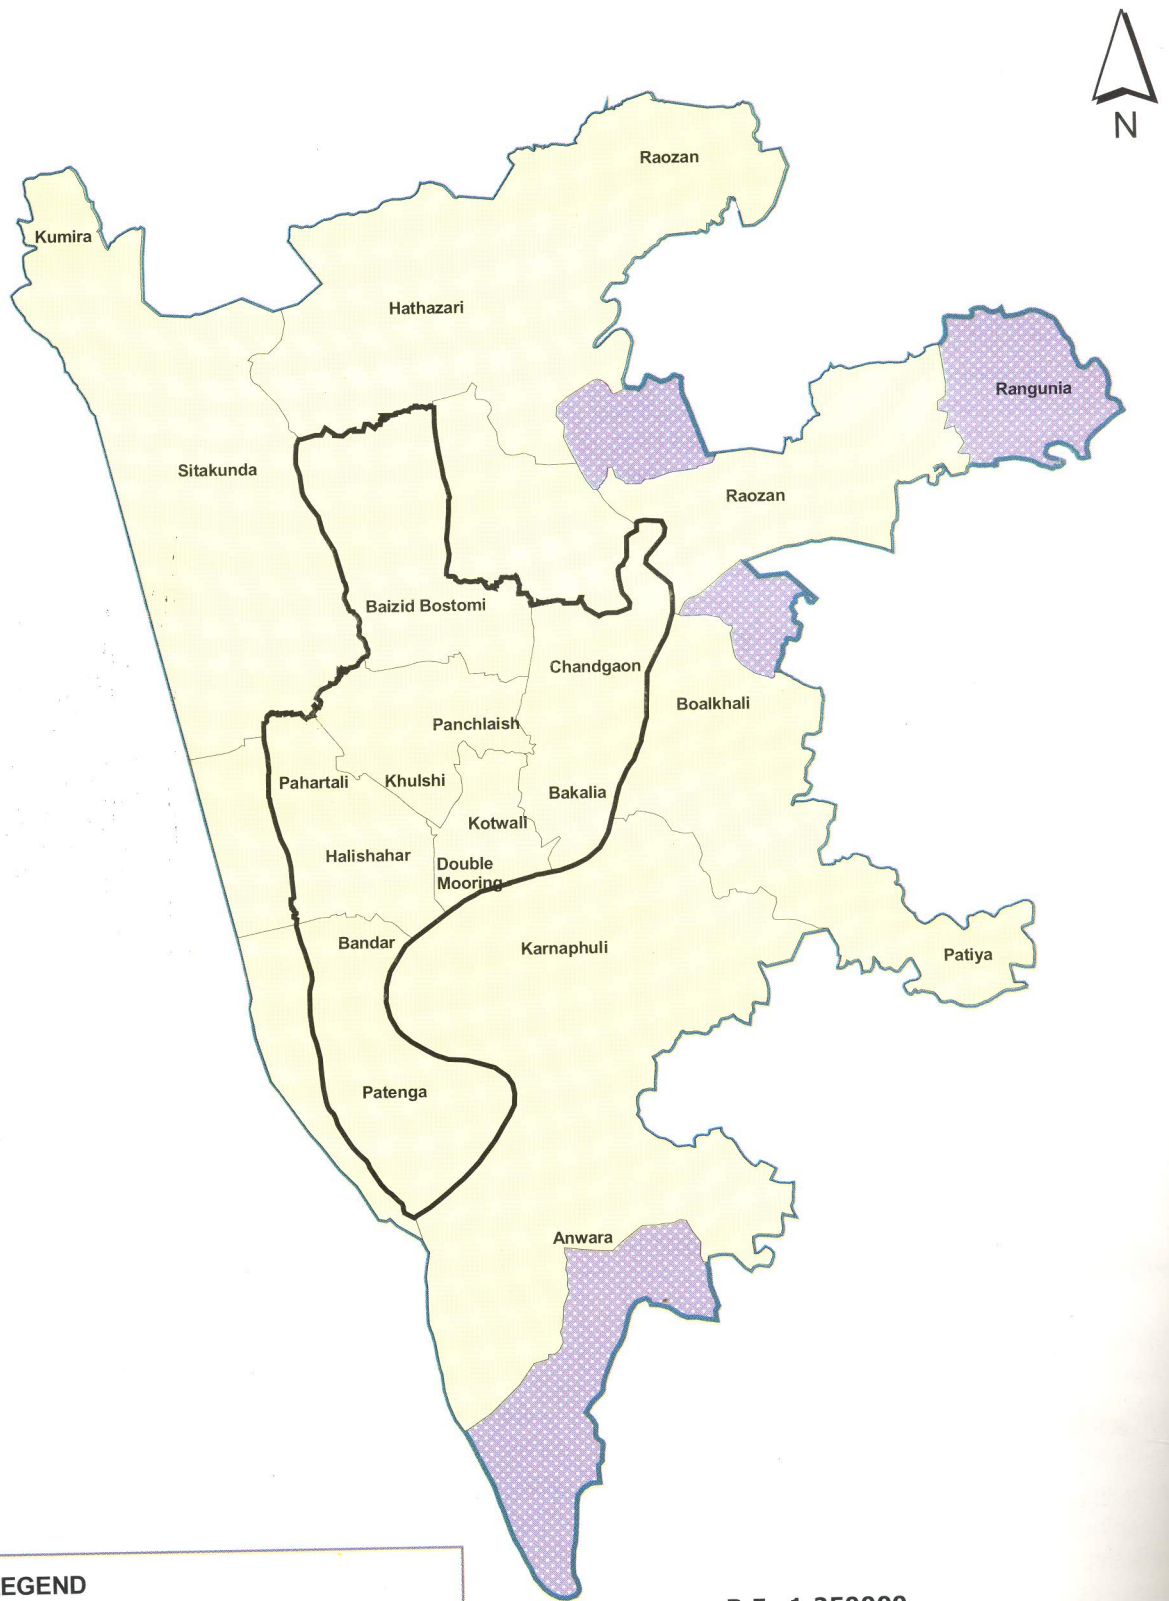 N
Raozan
Kumira
Hathazari
Rangunia
Sitakunda
Raozan
Baizid Bostomi
Chandgaon
Boalkhali
Panchlaish
Pahartali
Khulshi
Bakalia
Kotwali
Halishahar
Double
Mooring
Bandar
Karnaphuli
Patiya
Patenga
Anwara
EGEND